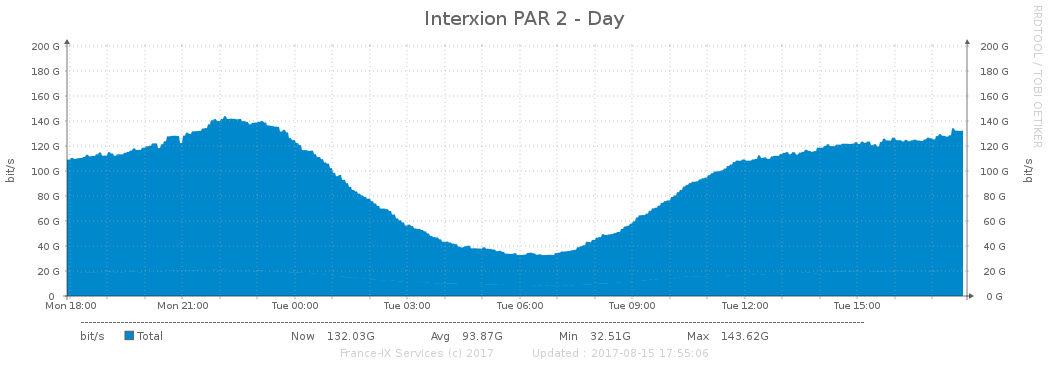 Interxion PAR 2 - Day
RRDTOOL / TOBI OETIKER
200 G 200 G
180 G 180 G
160 G 160 G
140 G 140 G
120 G 120 G
100 G 100 G
80 G 80 G
60 G 60 G
40 G 40 G
20 G 20 G
0 0 G
bit/s bit/s
Mon 18:00 Mon 21:00 Tue 00:00 Tue 03:00 Tue 06:00 Tue 09:00 Tue 12:00 Tue 15:00
bit/s Total Now 132.03G Avg 93.87G Min 32.51G Max 143.62G
France-IX Services (c) 2017 Updated : 2017-08-15 17:55:06